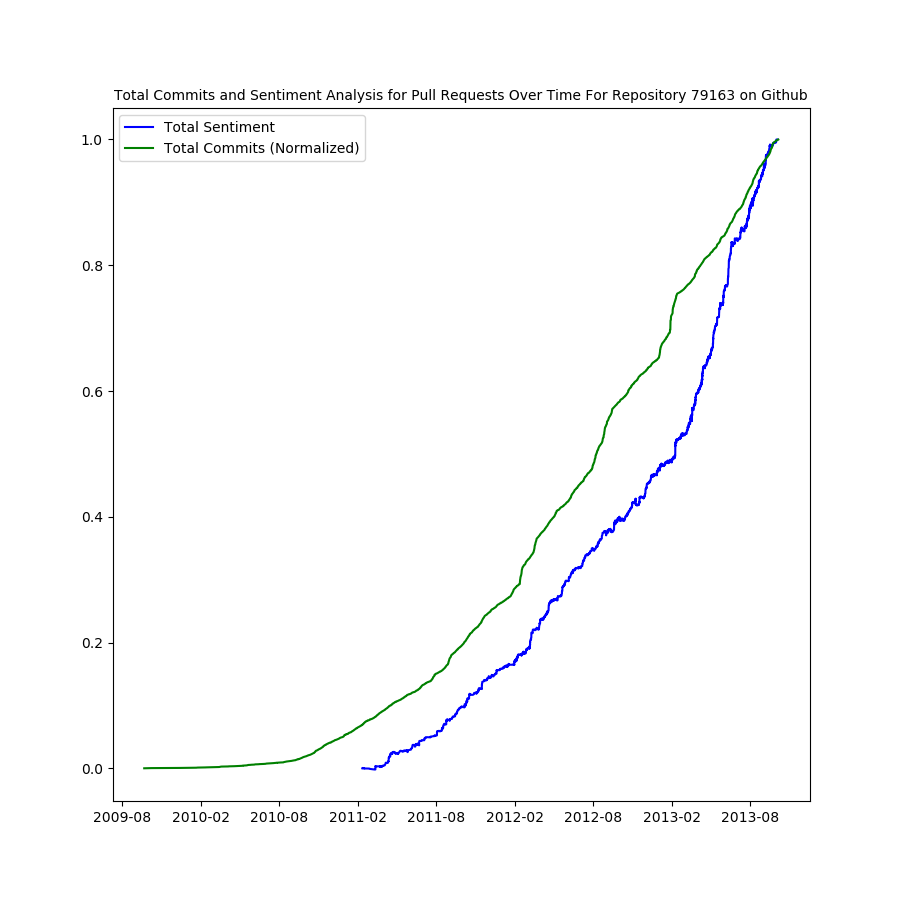 Total Commits and Sentiment Analysis for Pull Requests Over Time For Repository 79163 on Github
Total Sentiment
Total Commits (Normalized)
1.0
0.8
0.6
0.4
0.2
0.0
2009-08 2010-02 2010-08 2011-02 2011-08 2012-02 2012-08 2013-02 2013-08